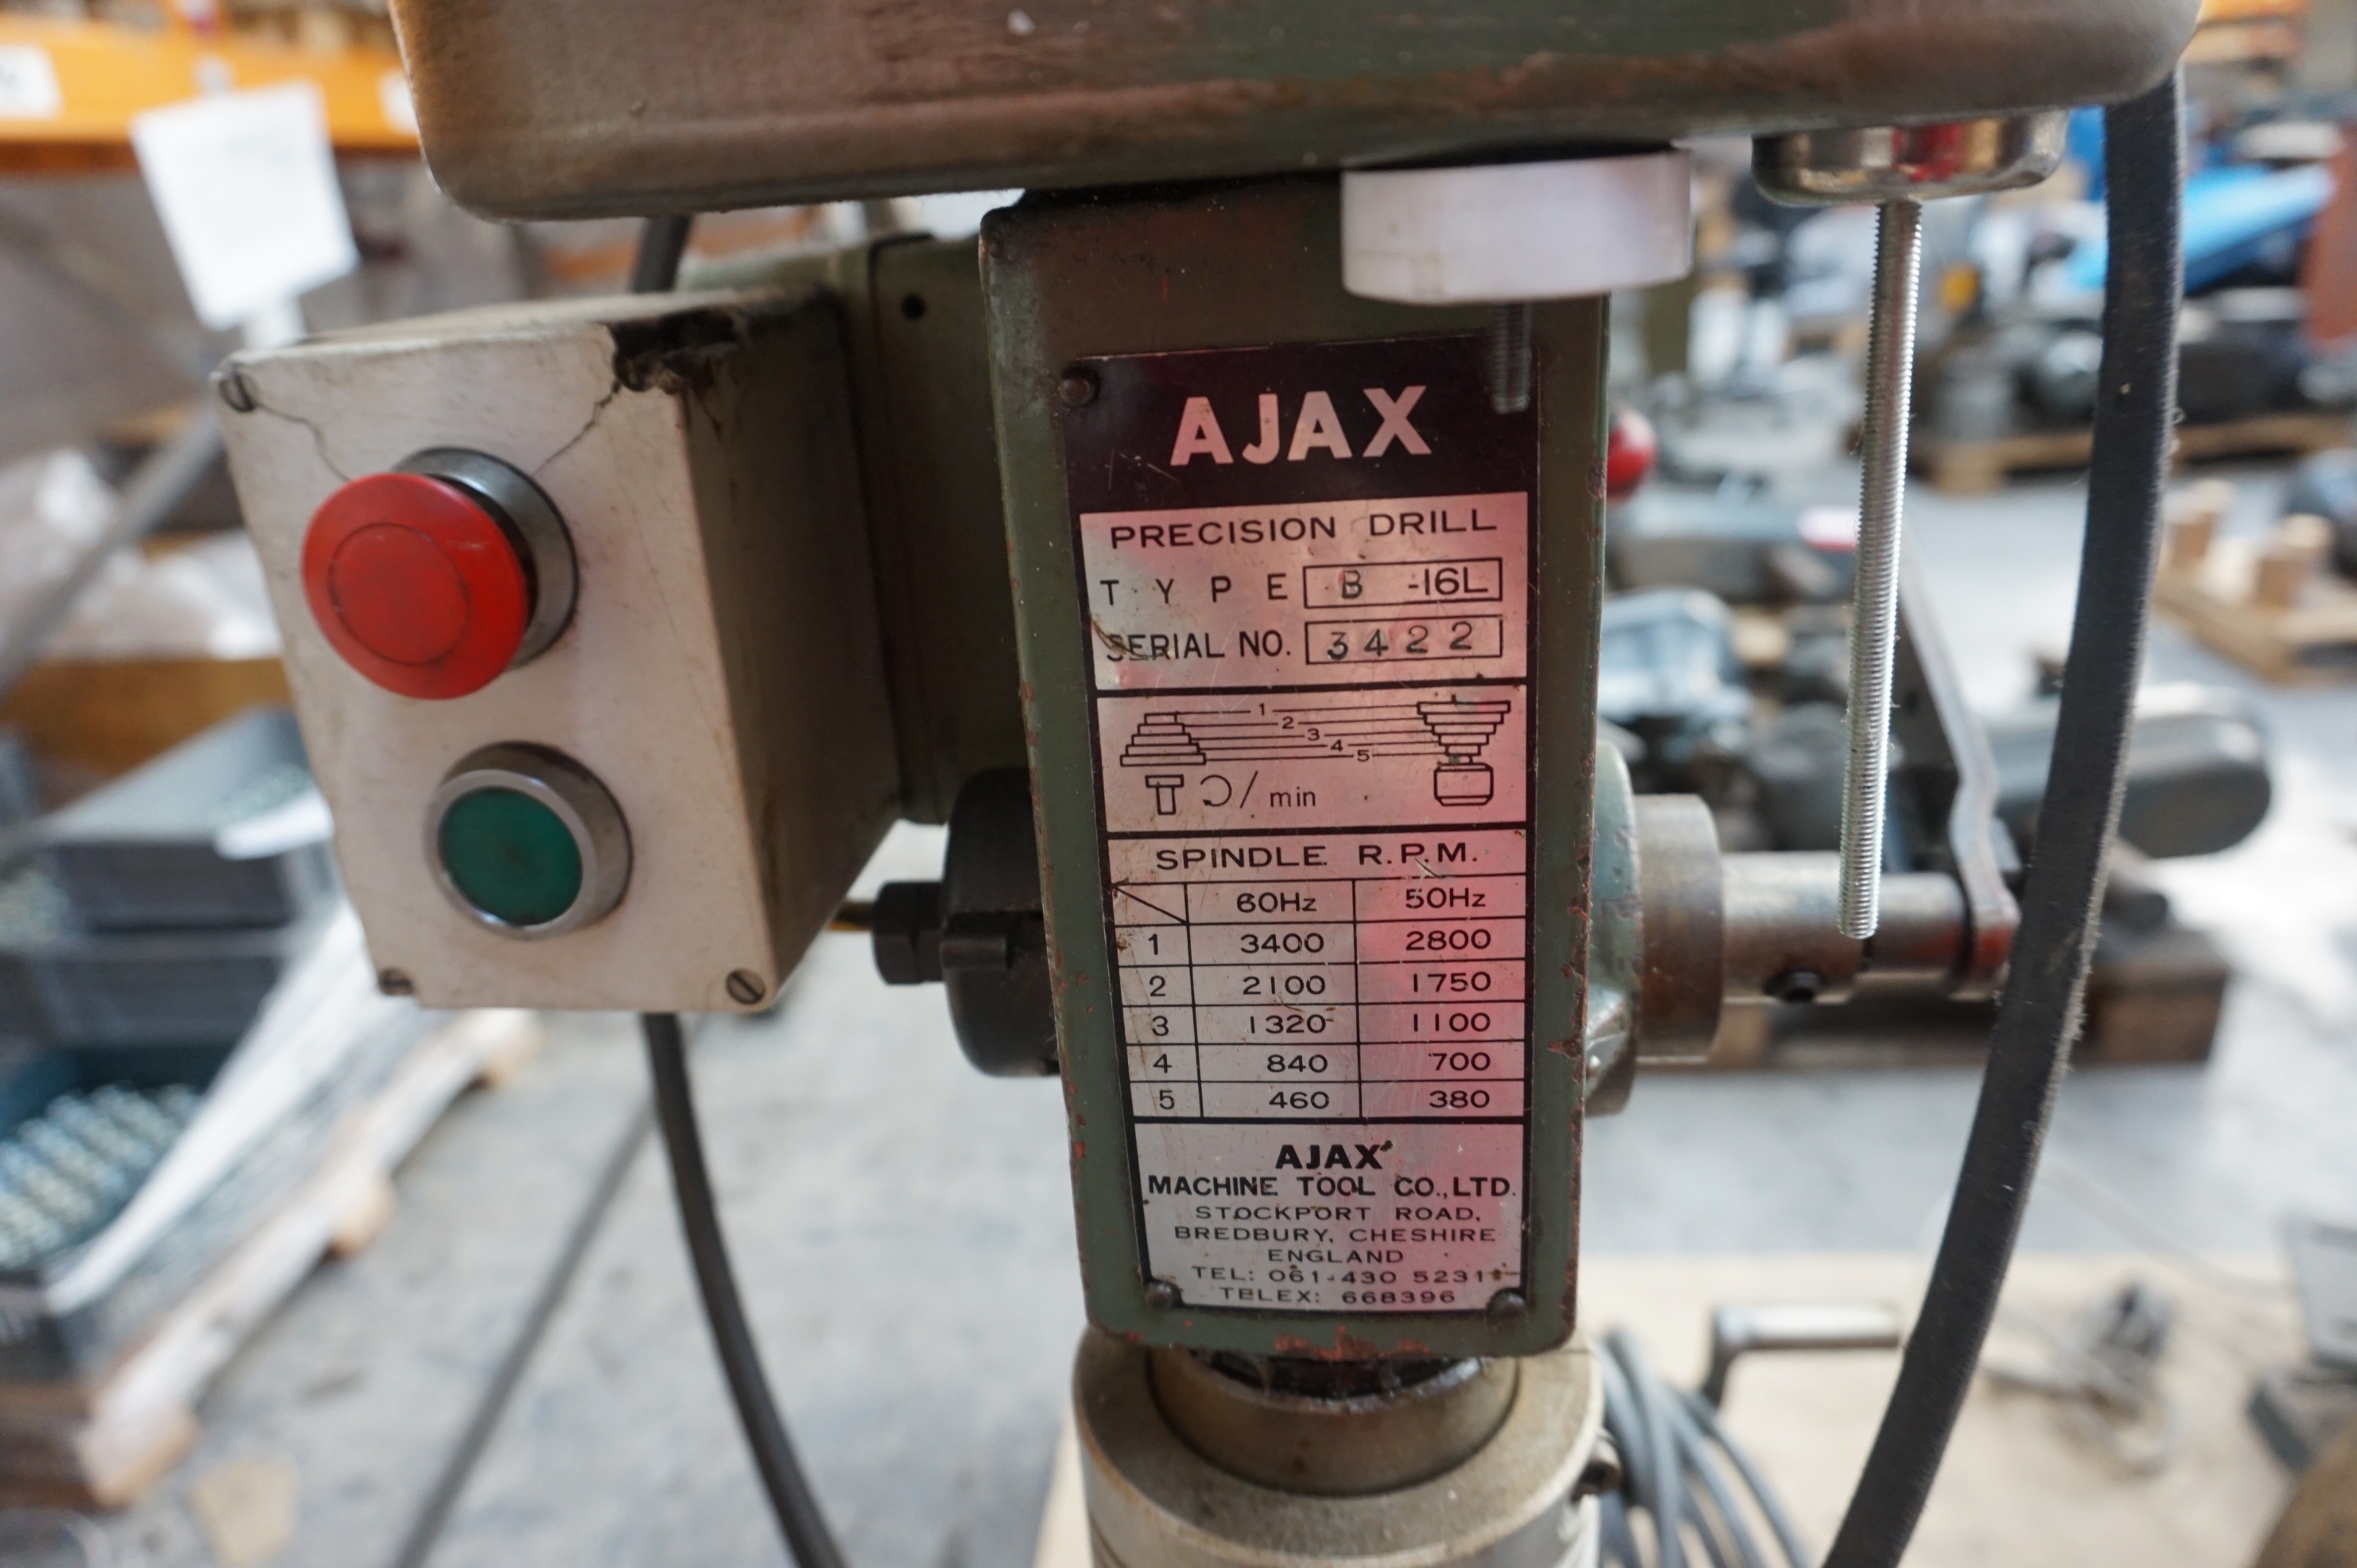 AJAX
PRECISION DRILL
TYPE B -16L
SERIAL NO. 3422
1
2
3
4
5
/ min
SPINDLE R.P.M.
60Hz 50Hz
1 3400 2800
2 2100 1750
3 1320 1100
4 840 700
5 460 380
AJAX
MACHINE TOOL CO., LTD.
STOCKPORT ROAD,
BREDBURY, CHESHIRE
ENGLAND
TEL: 061-430 5231
TELEX: 668396